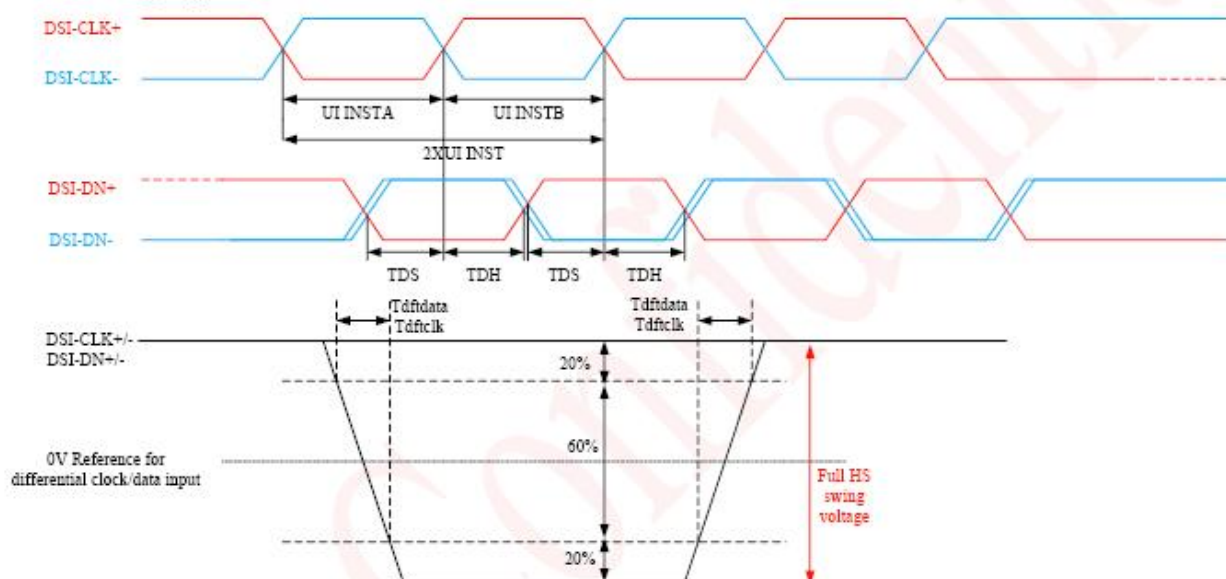 DSI-CLK+
DSI-CLK-
UI INSTA
UI INSTB
2XUI INST
DSI-DN+
DSI-DN-
TDS
TDH
TDS
TDH
Tdftdata
Tdftclk
Tdftdata
Tdftclk
DSI-CLK+/-
DSI-DN+/-
20%
60%
0V Reference for
differential clock/data input
Full HS
swing
voltage
20%
Confidenti